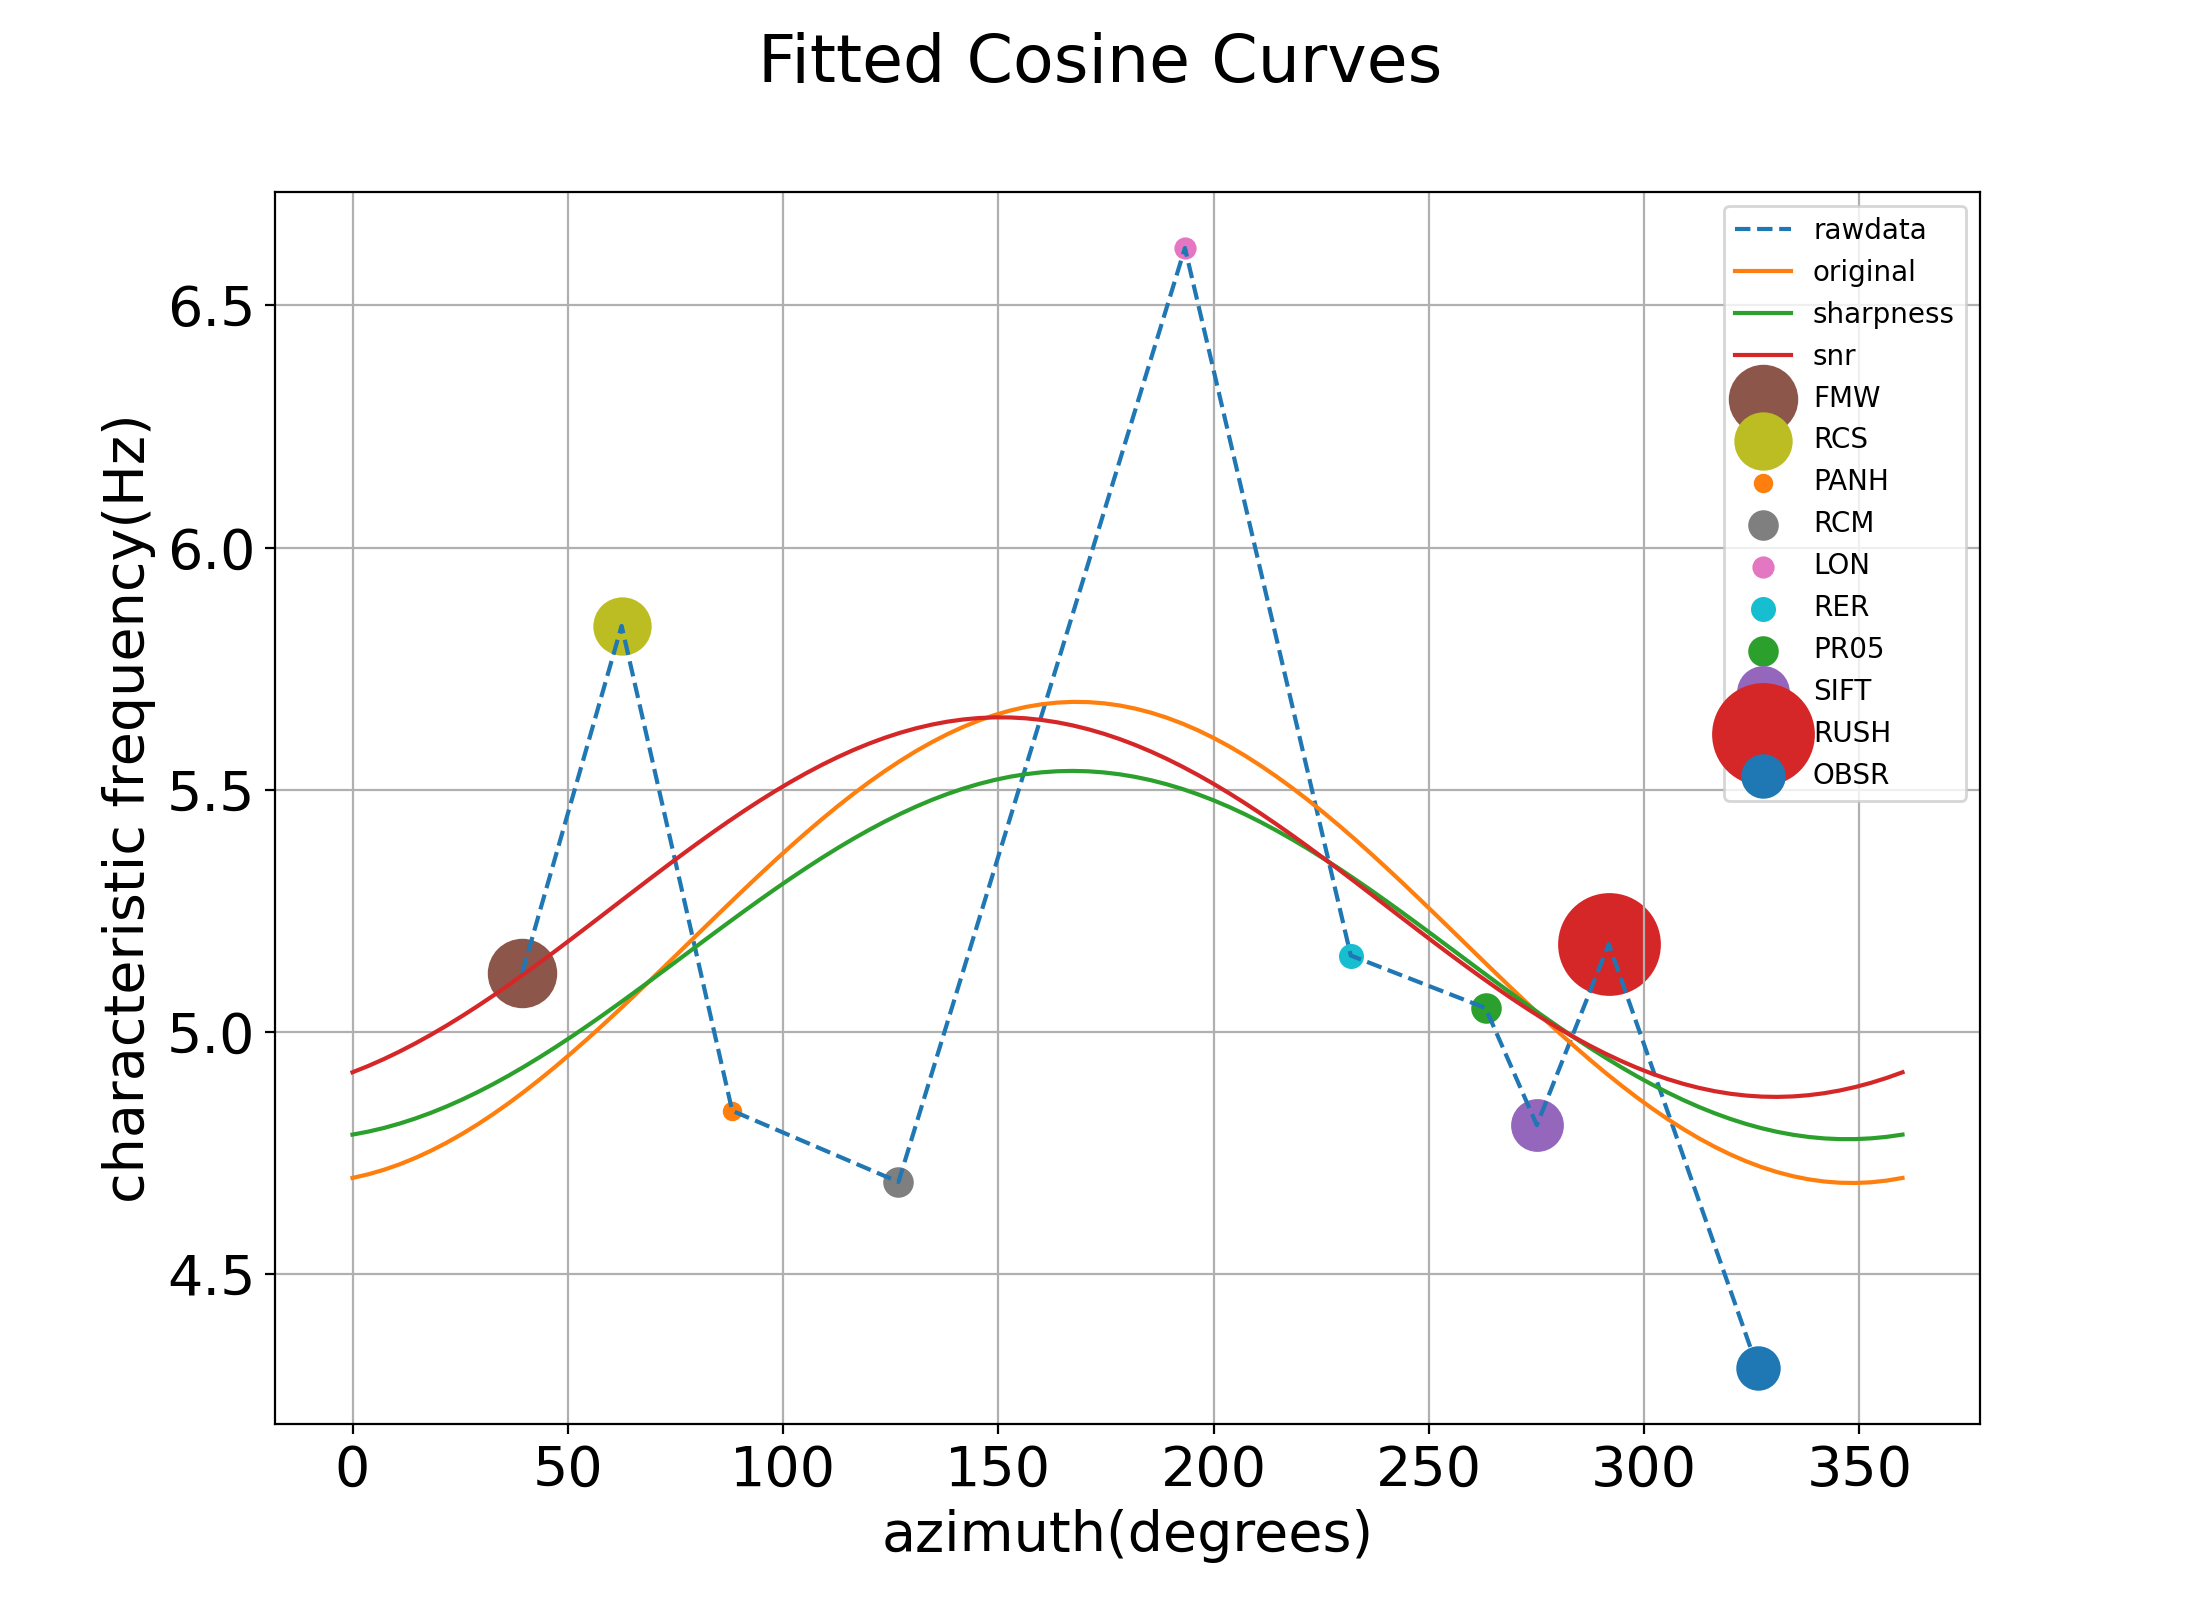 Fitted Cosine Curves
characteristic frequency(Hz)
6.5
6.0
5.5
5.0
4.5
rawdata
original
sharpness
snr
FMW
RCS
PANH
RCM
LON
RER
PR05
SIFT
RUSH
OBSR
0 50 100 150 200 250 300 350
azimuth(degrees)